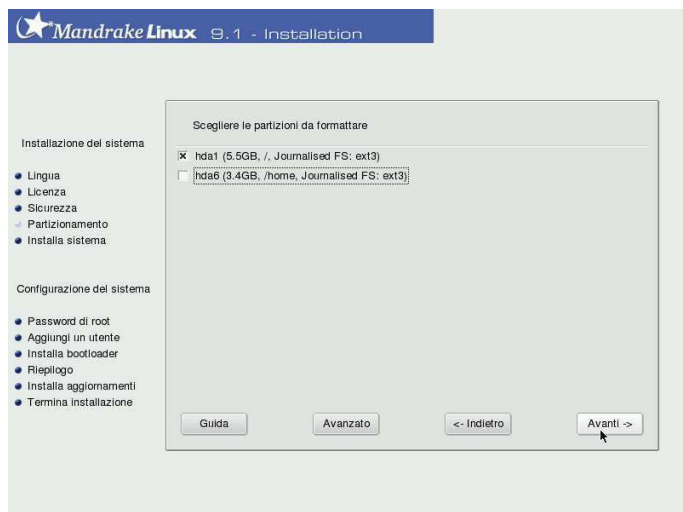 Mandrake Linux 9.1 - Installation
Installazione del sistema
Lingua
Licenza
Sicurezza
Partizionamento
Installa sistema
Configurazione del sistema
Password di root
Aggiungi un utente
Installa bootloader
Riepilogo
Installa aggiornamenti
Termina installazione
Scegliere le partizioni da formattare
hda1 (5.5GB, /, Journalised FS: ext3)
hda6 (3.4GB, /home, Journalised FS: ext3)
Guida Avanzato <- Indietro Avanti ->